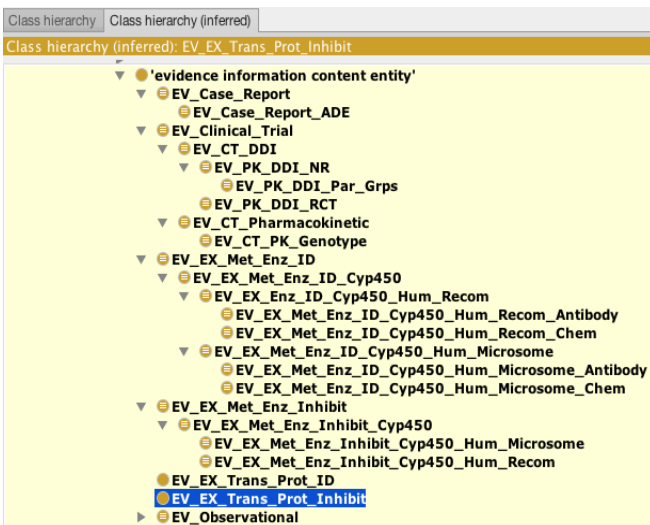 Class hierarchy Class hierarchy (inferred)
Class hierarchy (inferred): EV_EX_Trans_Prot_Inhibit
'evidence information content entity'
EV_Case_Report
EV_Case_Report_ADE
EV_Clinical_Trial
EV_CT_DDI
EV_PK_DDI_NR
EV_PK_DDI_Par_Grps
EV_PK_DDI_RCT
EV_CT_Pharmacokinetic
EV_CT_PK_Genotype
EV_EX_Met_Enz_ID
EV_EX_Met_Enz_ID_Cyp450
EV_EX_Enz_ID_Cyp450_Hum_Recom
EV_EX_Met_Enz_ID_Cyp450_Hum_Recom_Antibody
EV_EX_Met_Enz_ID_Cyp450_Hum_Recom_Chem
EV_EX_Met_Enz_ID_Cyp450_Hum_Microsome
EV_EX_Met_Enz_ID_Cyp450_Hum_Microsome_Antibody
EV_EX_Met_Enz_ID_Cyp450_Hum_Microsome_Chem
EV_EX_Met_Enz_Inhibit
EV_EX_Met_Enz_Inhibit_Cyp450
EV_EX_Met_Enz_Inhibit_Cyp450_Hum_Microsome
EV_EX_Met_Enz_Inhibit_Cyp450_Hum_Recom
EV_EX_Trans_Prot_ID
EV_EX_Trans_Prot_Inhibit
EV_Observational